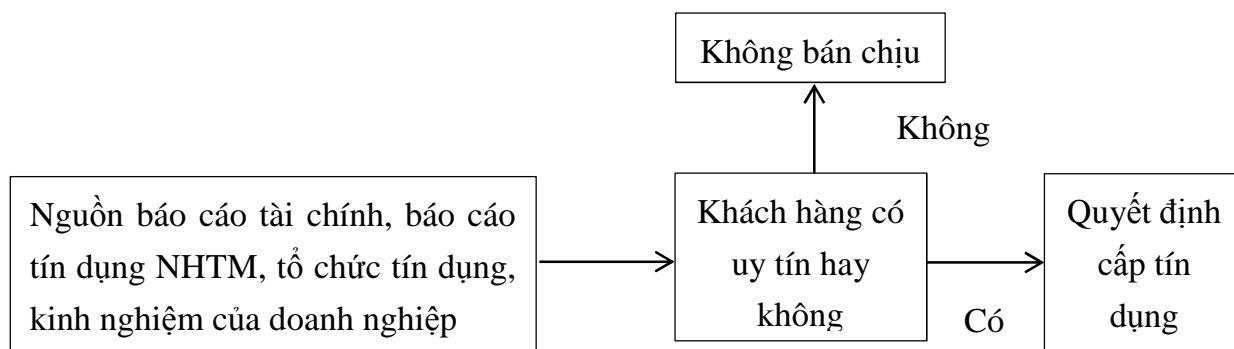 Không bán chịu
Không
Nguồn báo cáo tài chính, báo cáo
tín dụng NHTM, tổ chức tín dụng,
kinh nghiệm của doanh nghiệp
Khách hàng có
uy tín hay
không
Có
Quyết định
cấp tín
dụng